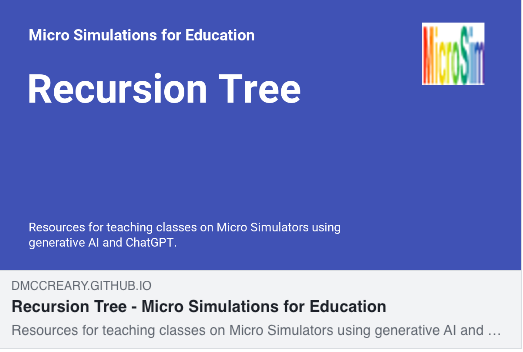 Micro Simulations for Education
MicroSim
Recursion Tree
Resources for teaching classes on Micro Simulators using
generative AI and ChatGPT.
DMCCREARY.GITHUB.IO
Recursion Tree - Micro Simulations for Education
Resources for teaching classes on Micro Simulators using generative AI and …